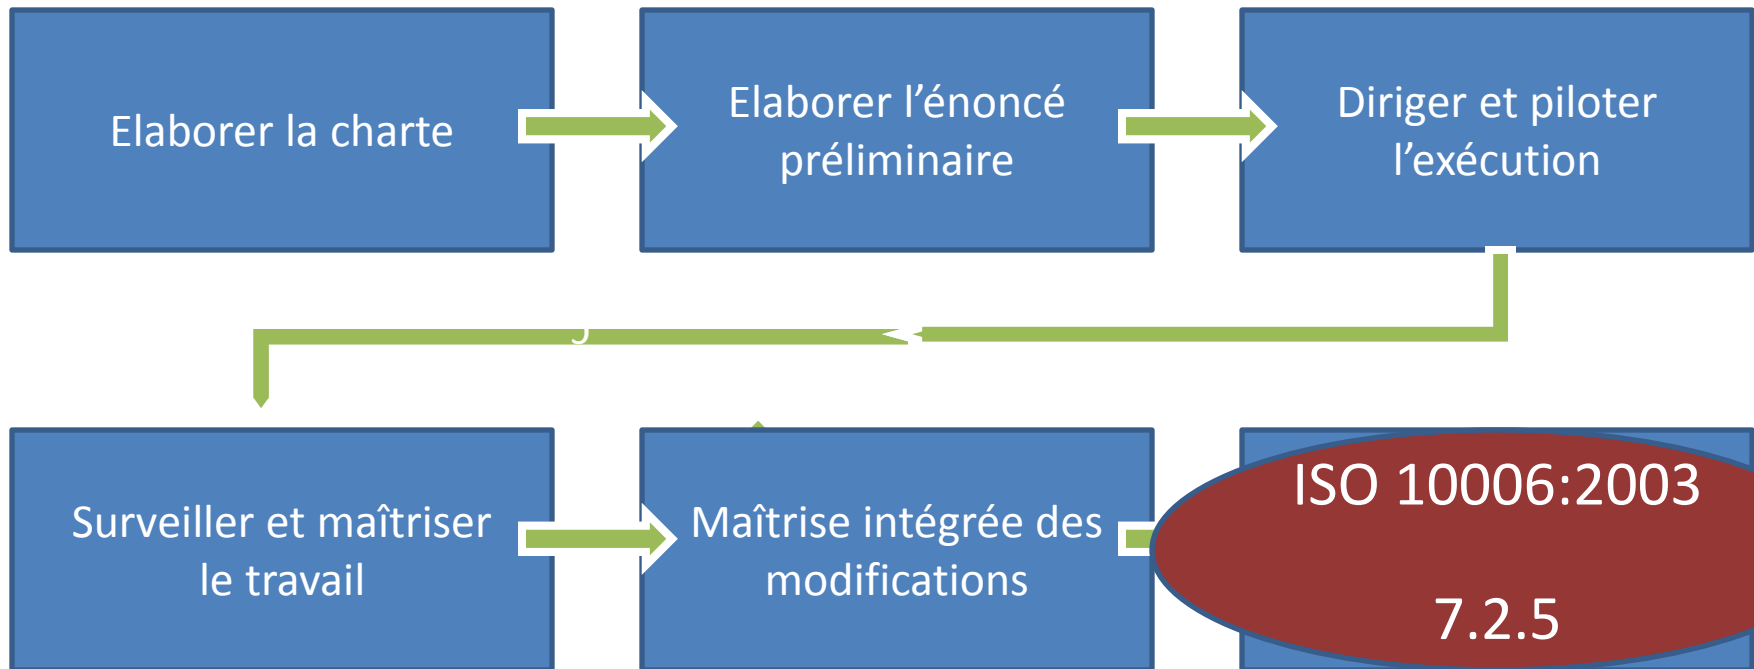 Elaborer la charte
Elaborer l’énoncé
préliminaire
Diriger et piloter
l’exécution
Surveiller et maîtriser
le travail
Maîtrise intégrée des
modifications
ISO 10006:2003
7.2.5